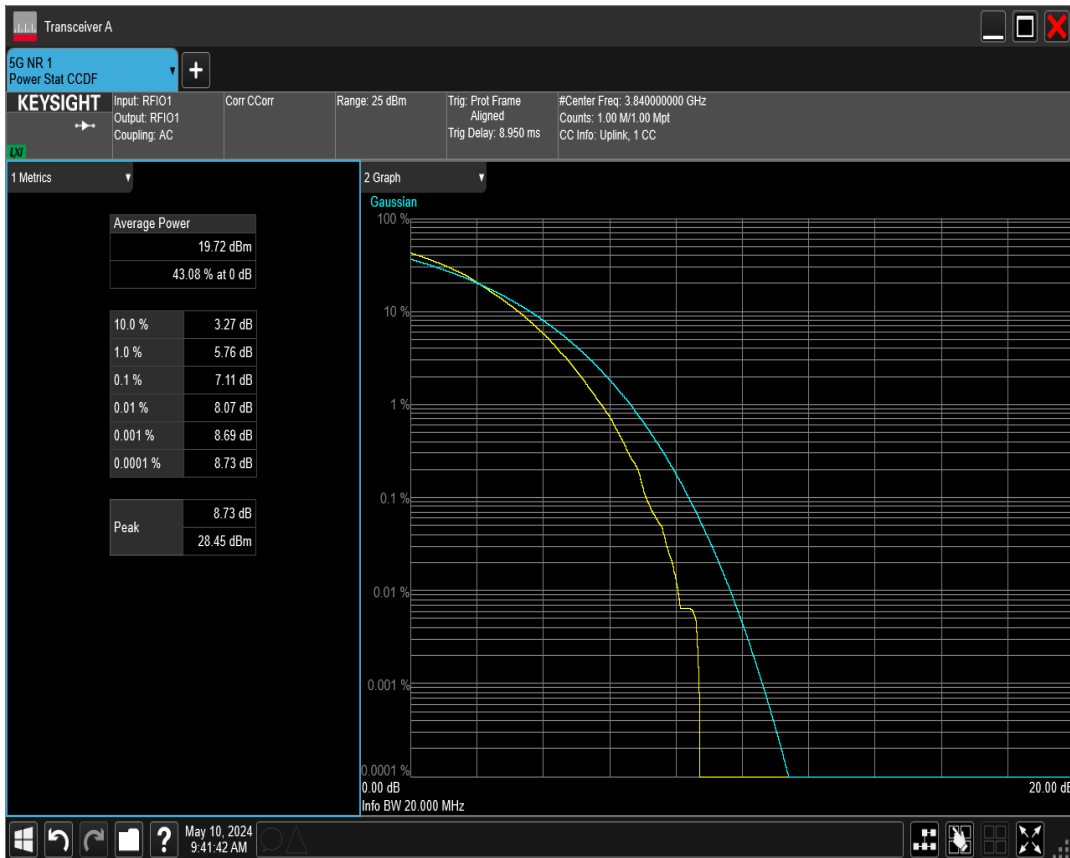 Transceiver A
5G NR 1
Power Stat CCDF
+
KEYSIGHT
LXI
Input: RFIO1
Output: RFIO1
Coupling: AC
Corr CCorr
Range: 25 dBm
Trig: Prot Frame
Aligned
Trig Delay: 8.950 ms
#Center Freq: 3.840000000 GHz
Counts: 1.00 M/1.00 Mpt
CC Info: Uplink, 1 CC
1 Metrics
Average Power
19.72 dBm
43.08 % at 0 dB
10.0 % 3.27 dB
1.0 % 5.76 dB
0.1 % 7.11 dB
0.01 % 8.07 dB
0.001 % 8.69 dB
0.0001 % 8.73 dB
Peak
8.73 dB
28.45 dBm
2 Graph
Gaussian
100 %
10 %
1 %
0.1 %
0.01 %
0.001 %
0.0001 %
0.00 dB 20.00 dB
Info BW 20.000 MHz
?
May 10, 2024
9:41:42 AM